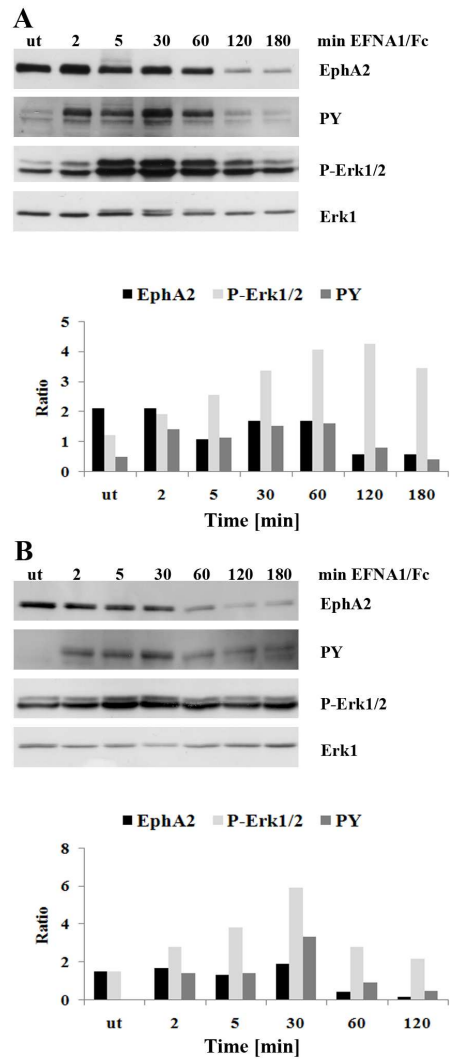 A
ut 2 5 30 60 120 180 min EFNA1/Fc
EphA2
PY
P-Erk1/2
Erk1
EphA2 P-Erk1/2 PY
5
4
3
2
1
0
Ratio
ut 2 5 30 60 120 180
Time [min]
B
ut 2 5 30 60 120 180 min EFNA1/Fc
EphA2
PY
P-Erk1/2
Erk1
EphA2 P-Erk1/2 PY
8
6
4
2
0
Ratio
ut 2 5 30 60 120
Time [min]